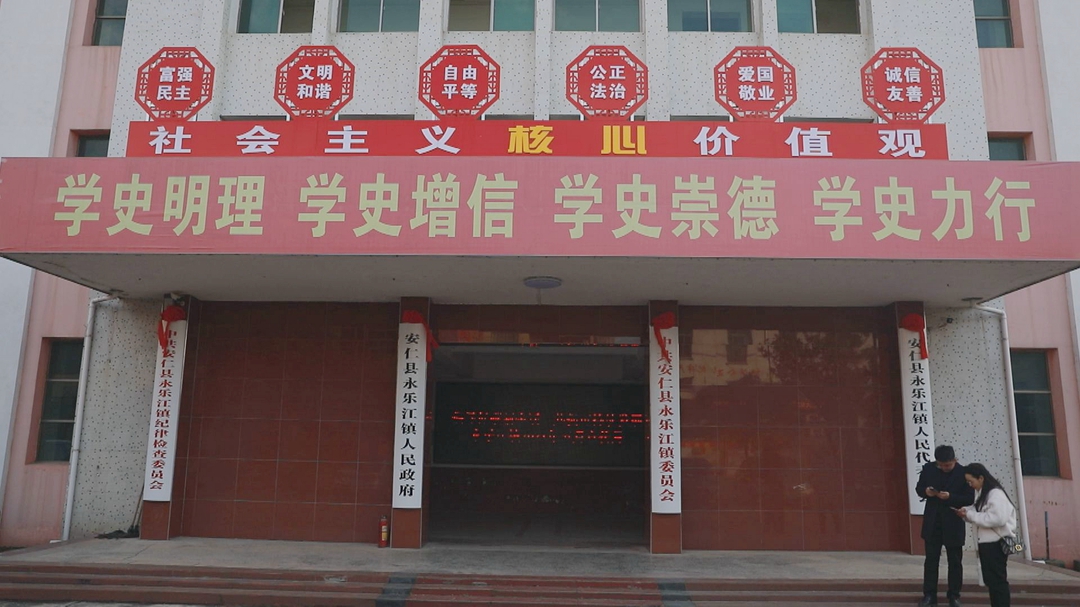 富强
民主
文明
和谐
自由
平等
公正
法治
爱国
敬业
诚信
友善
社会主义核心价值观
学史明理 学史增信 学史崇德 学史力行
中共安仁县永乐江镇纪律检查委员会
安仁县永乐江镇人民政府
中共安仁县永乐江镇委员会
安仁县永乐江镇人民代